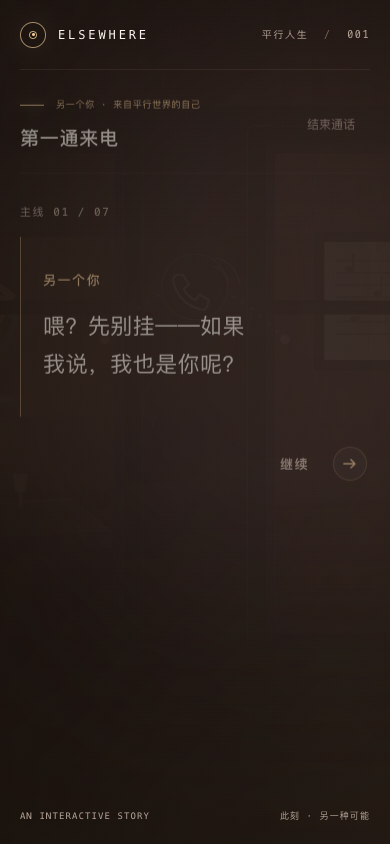 ELSEWHERE
平行人生 / 001
另一个你 · 来自平行世界的自己
第一通来电
结束通话
主线 01 / 07
另一个你
喂？先别挂——如果
我说，我也是你呢？
继续
AN INTERACTIVE STORY
此刻 · 另一种可能